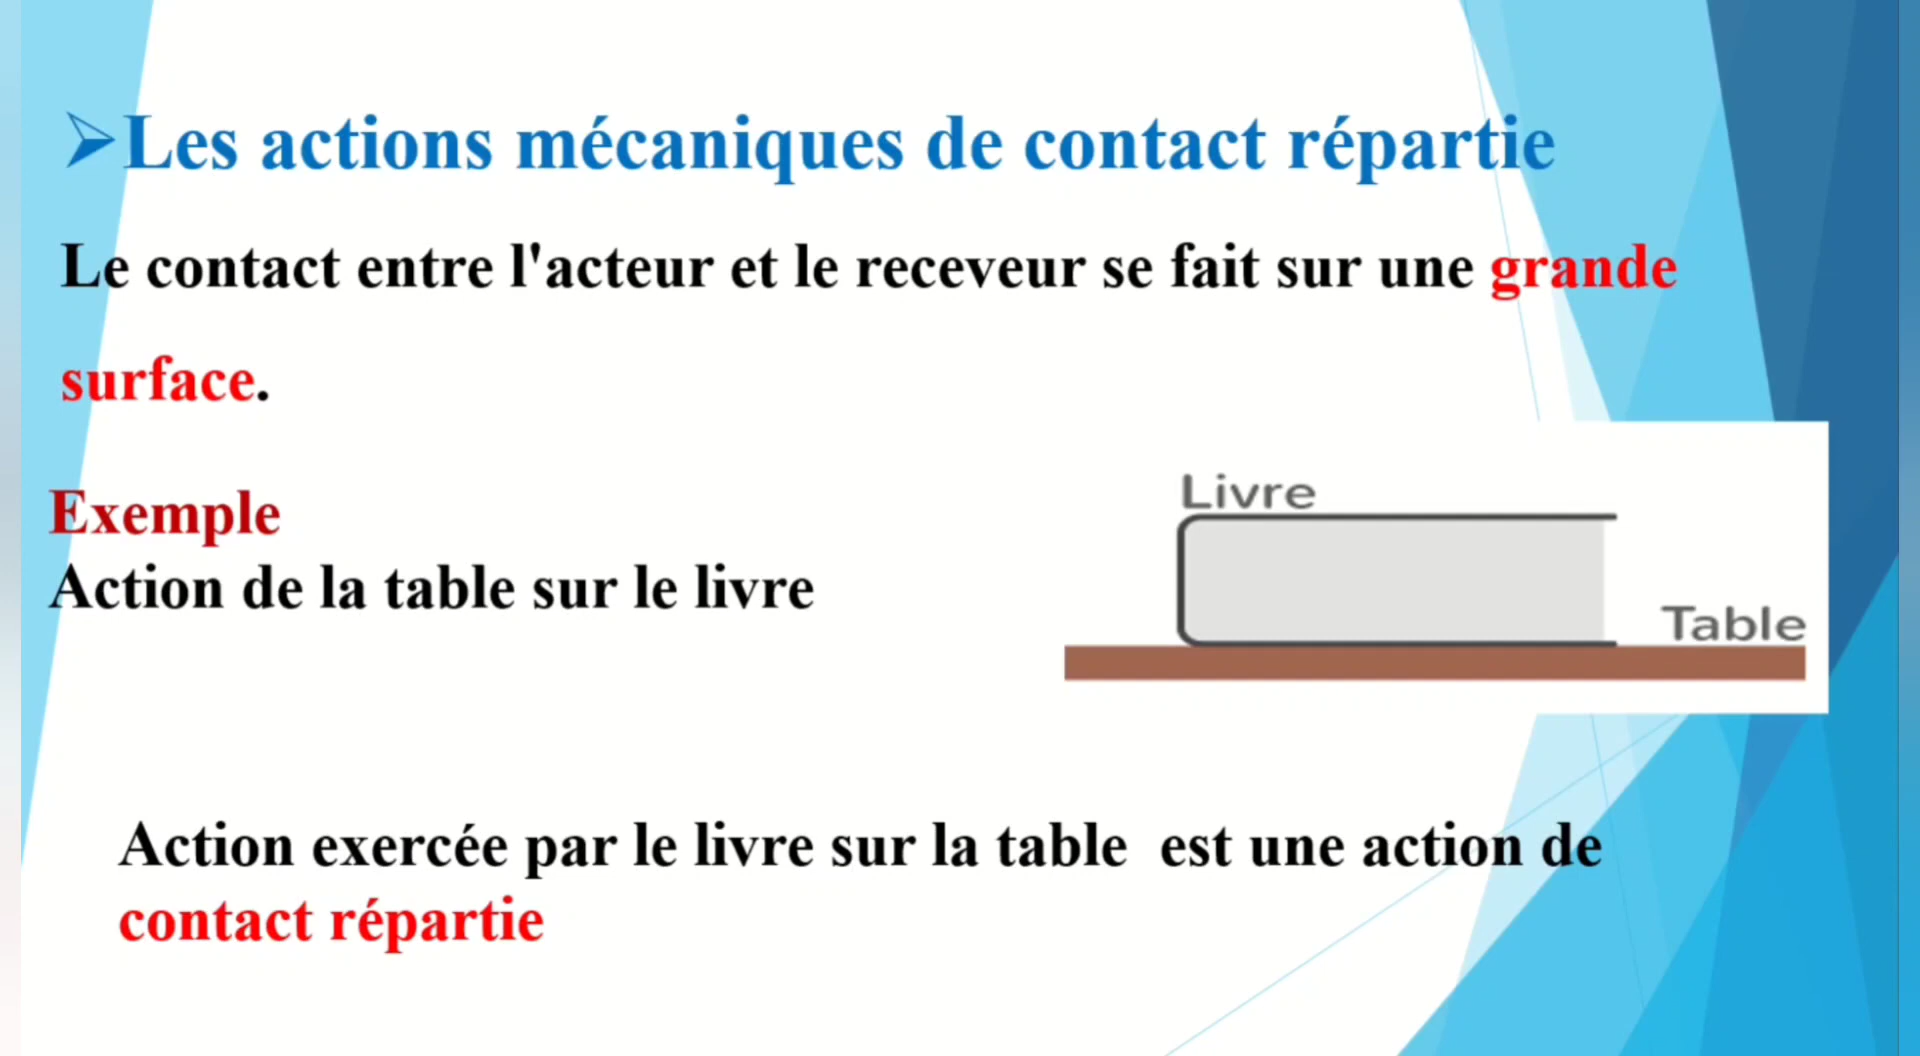 Les actions mécaniques de contact répartie
Le contact entre l'acteur et le receveur se fait sur une grande
surface.
Exemple
Action de la table sur le livre
Livre
Table
Action exercée par le livre sur la table est une action de
contact répartie